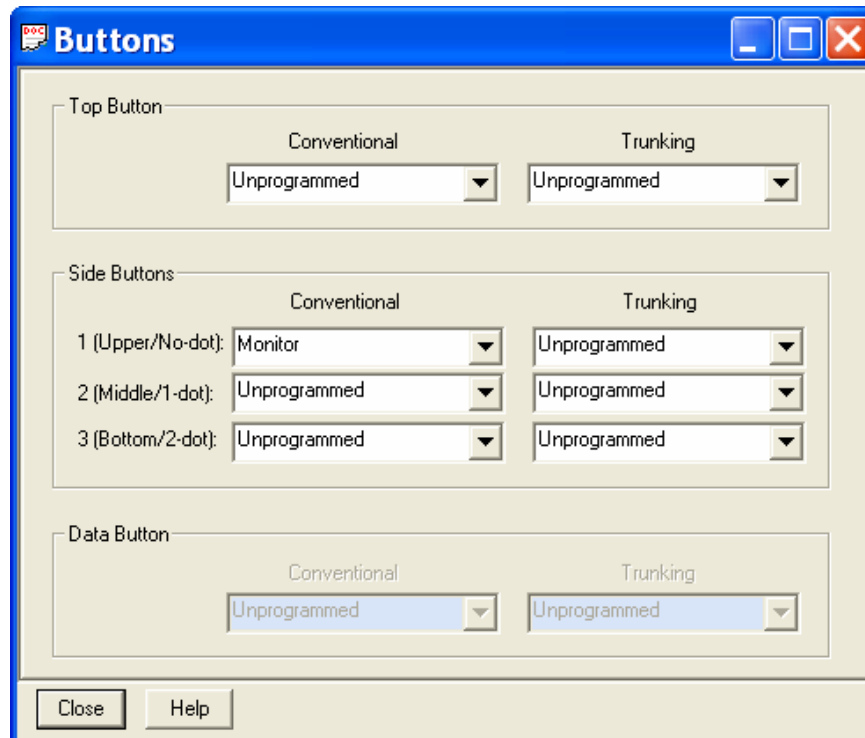 DOC
Buttons
Top Button
Conventional Trunking
Unprogrammed Unprogrammed
Side Buttons
Conventional Trunking
1 (Upper/No-dot): Monitor Unprogrammed
2 (Middle/1-dot): Unprogrammed Unprogrammed
3 (Bottom/2-dot): Unprogrammed Unprogrammed
Data Button
Conventional Trunking
Unprogrammed Unprogrammed
Close Help